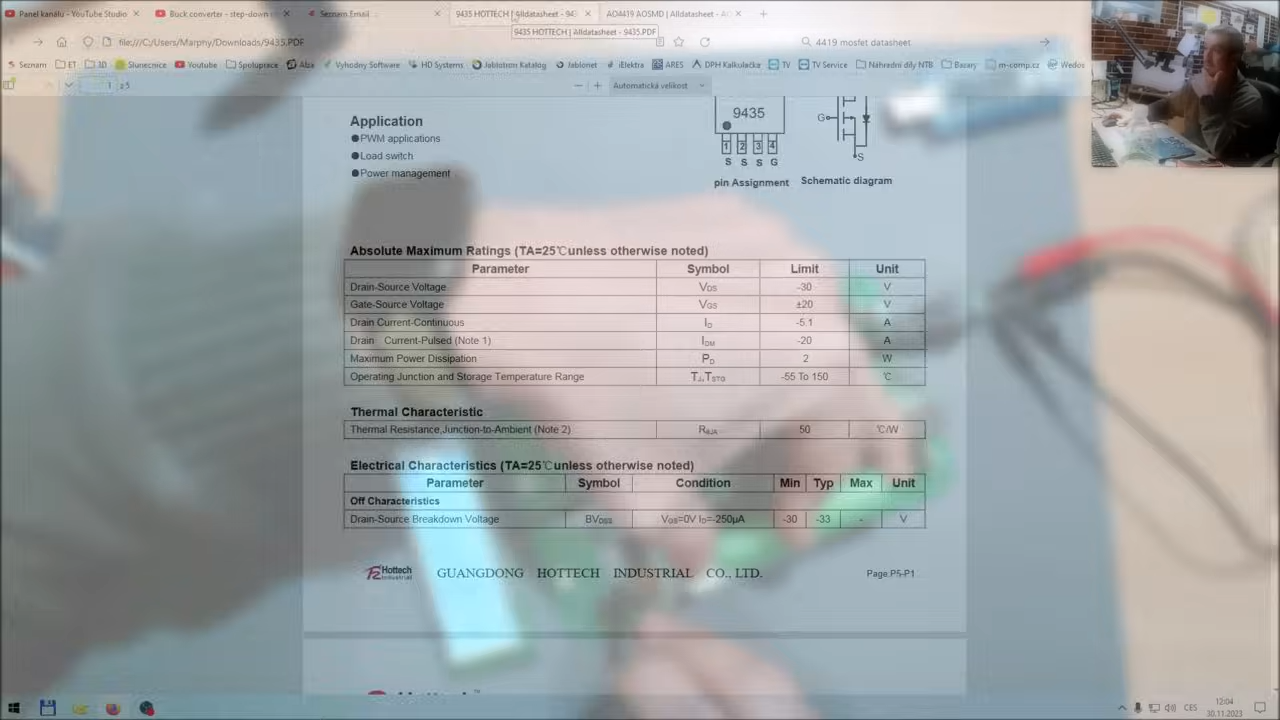 Panel kanálu - YouTube Studio
Buck converter - step-down
Seznam Email
9435 HOTTECH | Alldatasheet - 94
AO4419 AOSMD | Alldatasheet - AO
9435 HOTTECH | Alldatasheet - 9435.PDF
file:///C:/Users/Marphy/Downloads/9435.PDF
4419 mosfet datasheet
Seznam
ET
3D
Slunecnice
Youtube
Spolupráce
Alza
Výhodný Software
HD Systems
Jablotron Katalog
Jablonet
iElektra
ARES
DPH Kalkulačka
TV
TV Service
Náhradní díly NTB
Bazary
m-comp.cz
Wedos
1 z 5
Automatická velikost
Application
●PWM applications
●Load switch
●Power management
9435
1 2 3 4
S S S G
pin Assignment
G
S
Schematic diagram
Absolute Maximum Ratings (TA=25℃unless otherwise noted)
Parameter Symbol Limit Unit
Drain-Source Voltage VDS -30 V
Gate-Source Voltage VGS ±20 V
Drain Current-Continuous ID -5.1 A
Drain Current-Pulsed (Note 1) IDM -20 A
Maximum Power Dissipation PD 2 W
Operating Junction and Storage Temperature Range TJ,TSTG -55 To 150 ℃
Thermal Characteristic
Thermal Resistance,Junction-to-Ambient (Note 2) RθJA 50 ℃/W
Electrical Characteristics (TA=25℃unless otherwise noted)
Parameter Symbol Condition Min Typ Max Unit
Off Characteristics
Drain-Source Breakdown Voltage BVDSS VGS=0V ID=-250μA -30 -33 - V
Hottech
Industrial
GUANGDONG HOTTECH INDUSTRIAL CO., LTD.
Page:P5-P1
CES
12:04
30.11.2023